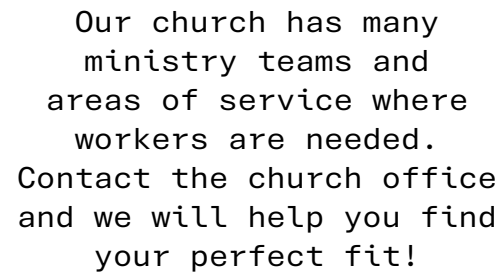 Our church has many
ministry teams and
areas of service where
workers are needed.
Contact the church office
and we will help you find
your perfect fit!